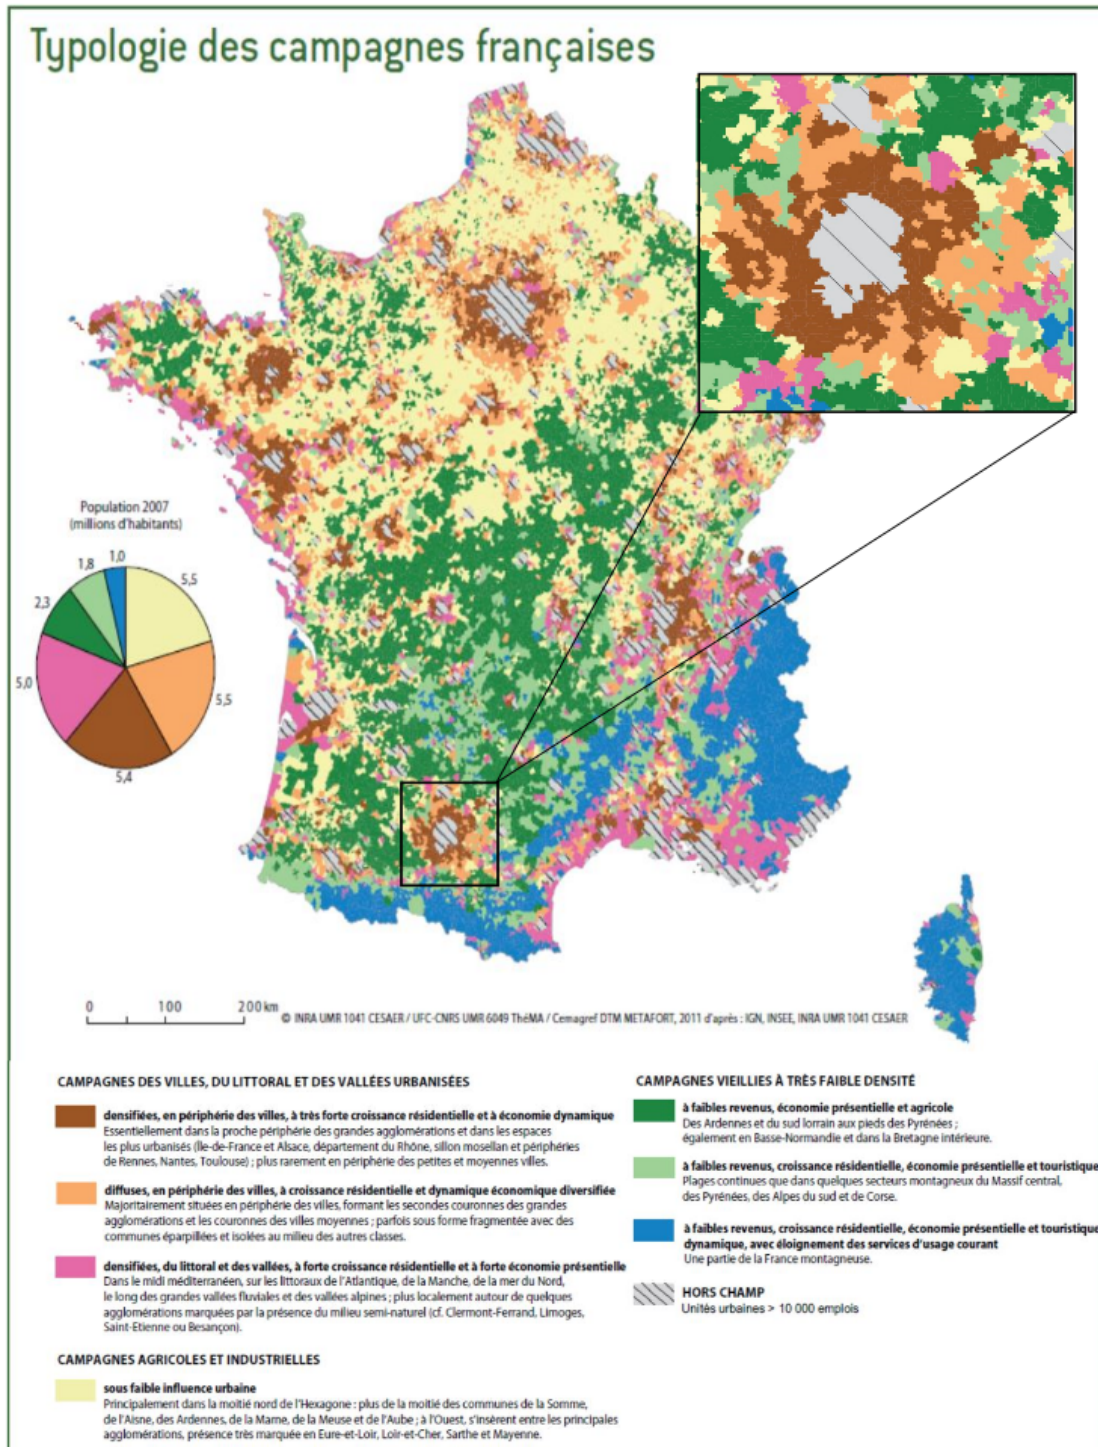 Typologie des campagnes françaises
Population 2007
(millions d'habitants)
1,0
1,8
5,5
2,3
5,0
5,5
5,4
0 100 200 km
© INRA UMR 1041 CESAER / UFC-CNRS UMR 6049 ThéMA / Cemagref DTM METAFORT, 2011 d'après : IGN, INSEE, INRA UMR 1041 CESAER
CAMPAGNES DES VILLES, DU LITTORAL ET DES VALLÉES URBANISÉES
densifiées, en périphérie des villes, à très forte croissance résidentielle et à économie dynamique
Essentiellement dans la proche périphérie des grandes agglomérations et dans les espaces
les plus urbanisés (Île-de-France et Alsace, département du Rhône, sillon mosellan et périphéries
de Rennes, Nantes, Toulouse) ; plus rarement en périphérie des petites et moyennes villes.
diffuses, en périphérie des villes, à croissance résidentielle et dynamique économique diversifiée
Majoritairement situées en périphérie des villes, formant les secondes couronnes des grandes
agglomérations et les couronnes des villes moyennes ; parfois sous forme fragmentée avec des
communes éparpillées et isolées au milieu des autres classes.
densifiées, du littoral et des vallées, à forte croissance résidentielle et à forte économie présentielle
Dans le midi méditerranéen, sur les littoraux de l'Atlantique, de la Manche, de la mer du Nord,
le long des grandes vallées fluviales et des vallées alpines ; plus localement autour de quelques
agglomérations marquées par la présence du milieu semi-naturel (cf. Clermont-Ferrand, Limoges,
Saint-Etienne ou Besançon).
CAMPAGNES AGRICOLES ET INDUSTRIELLES
sous faible influence urbaine
Principalement dans la moitié nord de l'Hexagone : plus de la moitié des communes de la Somme,
de l'Aisne, des Ardennes, de la Marne, de la Meuse et de l'Aube ; à l'Ouest, s'insèrent entre les principales
agglomérations, présence très marquée en Eure-et-Loir, Loir-et-Cher, Sarthe et Mayenne.
CAMPAGNES VIEILLIES À TRÈS FAIBLE DENSITÉ
à faibles revenus, économie présentielle et agricole
Des Ardennes et du sud lorrain aux pieds des Pyrénées ;
également en Basse-Normandie et dans la Bretagne intérieure.
à faibles revenus, croissance résidentielle, économie présentielle et touristique
Plages continues que dans quelques secteurs montagneux du Massif central,
des Pyrénées, des Alpes du sud et de Corse.
à faibles revenus, croissance résidentielle, économie présentielle et touristique
dynamique, avec éloignement des services d'usage courant
Une partie de la France montagneuse.
HORS CHAMP
Unités urbaines > 10 000 emplois